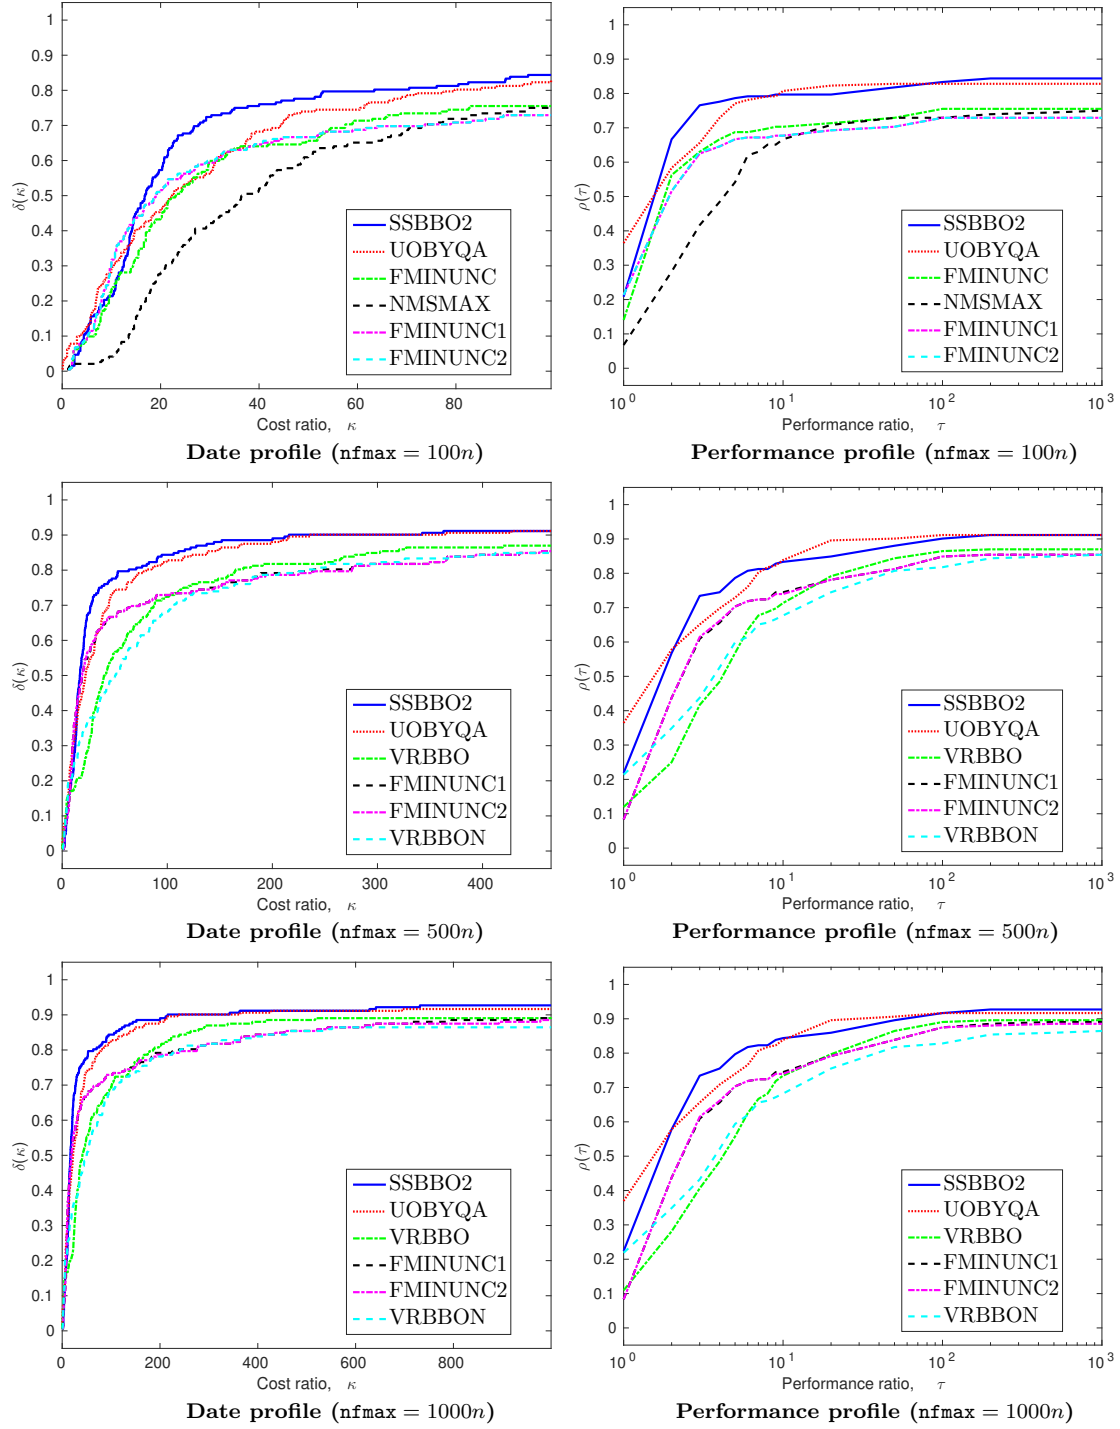 1
0.9
0.8
0.7
0.6
0.5
0.4
0.3
0.2
0.1
0
δ(κ)
0 20 40 60 80
Cost ratio, κ
SSBBO2
UOBYQA
FMINUNC
NMSMAX
FMINUNC1
FMINUNC2
Date profile (nfmax = 100n)
1
0.9
0.8
0.7
0.6
0.5
0.4
0.3
0.2
0.1
0
ρ(τ)
10^0 10^1 10^2 10^3
Performance ratio, τ
SSBBO2
UOBYQA
FMINUNC
NMSMAX
FMINUNC1
FMINUNC2
Performance profile (nfmax = 100n)
1
0.9
0.8
0.7
0.6
0.5
0.4
0.3
0.2
0.1
0
δ(κ)
0 100 200 300 400
Cost ratio, κ
SSBBO2
UOBYQA
VRBBO
FMINUNC1
FMINUNC2
VRBBON
Date profile (nfmax = 500n)
1
0.9
0.8
0.7
0.6
0.5
0.4
0.3
0.2
0.1
0
ρ(τ)
10^0 10^1 10^2 10^3
Performance ratio, τ
SSBBO2
UOBYQA
VRBBO
FMINUNC1
FMINUNC2
VRBBON
Performance profile (nfmax = 500n)
1
0.9
0.8
0.7
0.6
0.5
0.4
0.3
0.2
0.1
0
δ(κ)
0 200 400 600 800
Cost ratio, κ
SSBBO2
UOBYQA
VRBBO
FMINUNC1
FMINUNC2
VRBBON
Date profile (nfmax = 1000n)
1
0.9
0.8
0.7
0.6
0.5
0.4
0.3
0.2
0.1
0
ρ(τ)
10^0 10^1 10^2 10^3
Performance ratio, τ
SSBBO2
UOBYQA
VRBBO
FMINUNC1
FMINUNC2
VRBBON
Performance profile (nfmax = 1000n)